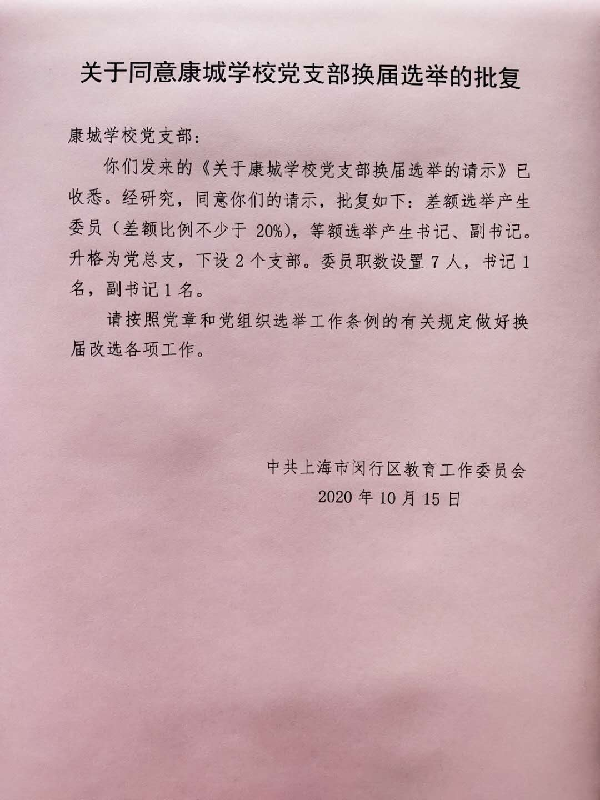 关于同意康城学校党支部换届选举的批复
康城学校党支部：
你们发来的《关于康城学校党支部换届选举的请示》已
收悉。经研究，同意你们的请示，批复如下：差额选举产生
委员（差额比例不少于 20%），等额选举产生书记、副书记。
升格为党总支，下设 2 个支部。委员职数设置 7 人，书记 1
名，副书记 1 名。
请按照党章和党组织选举工作条例的有关规定做好换
届改选各项工作。
中共上海市闵行区教育工作委员会
2020 年 10 月 15 日